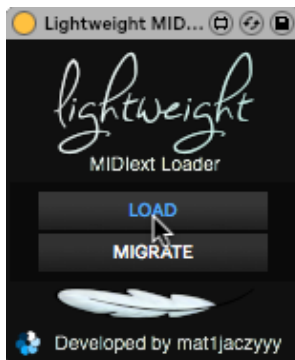 Lightweight MID...
lightweight
MIDIext Loader
LOAD
MIGRATE
Developed by mat1jaczyyy